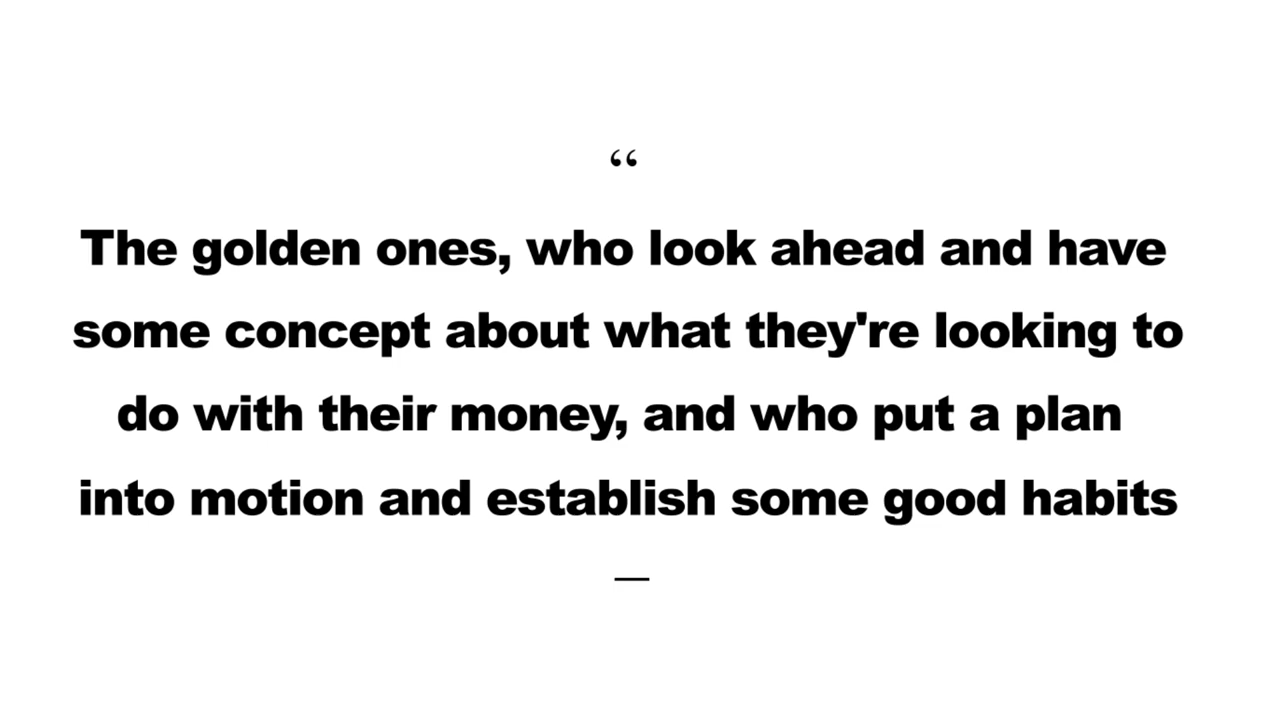 “
The golden ones, who look ahead and have
some concept about what they're looking to
do with their money, and who put a plan
into motion and establish some good habits
—